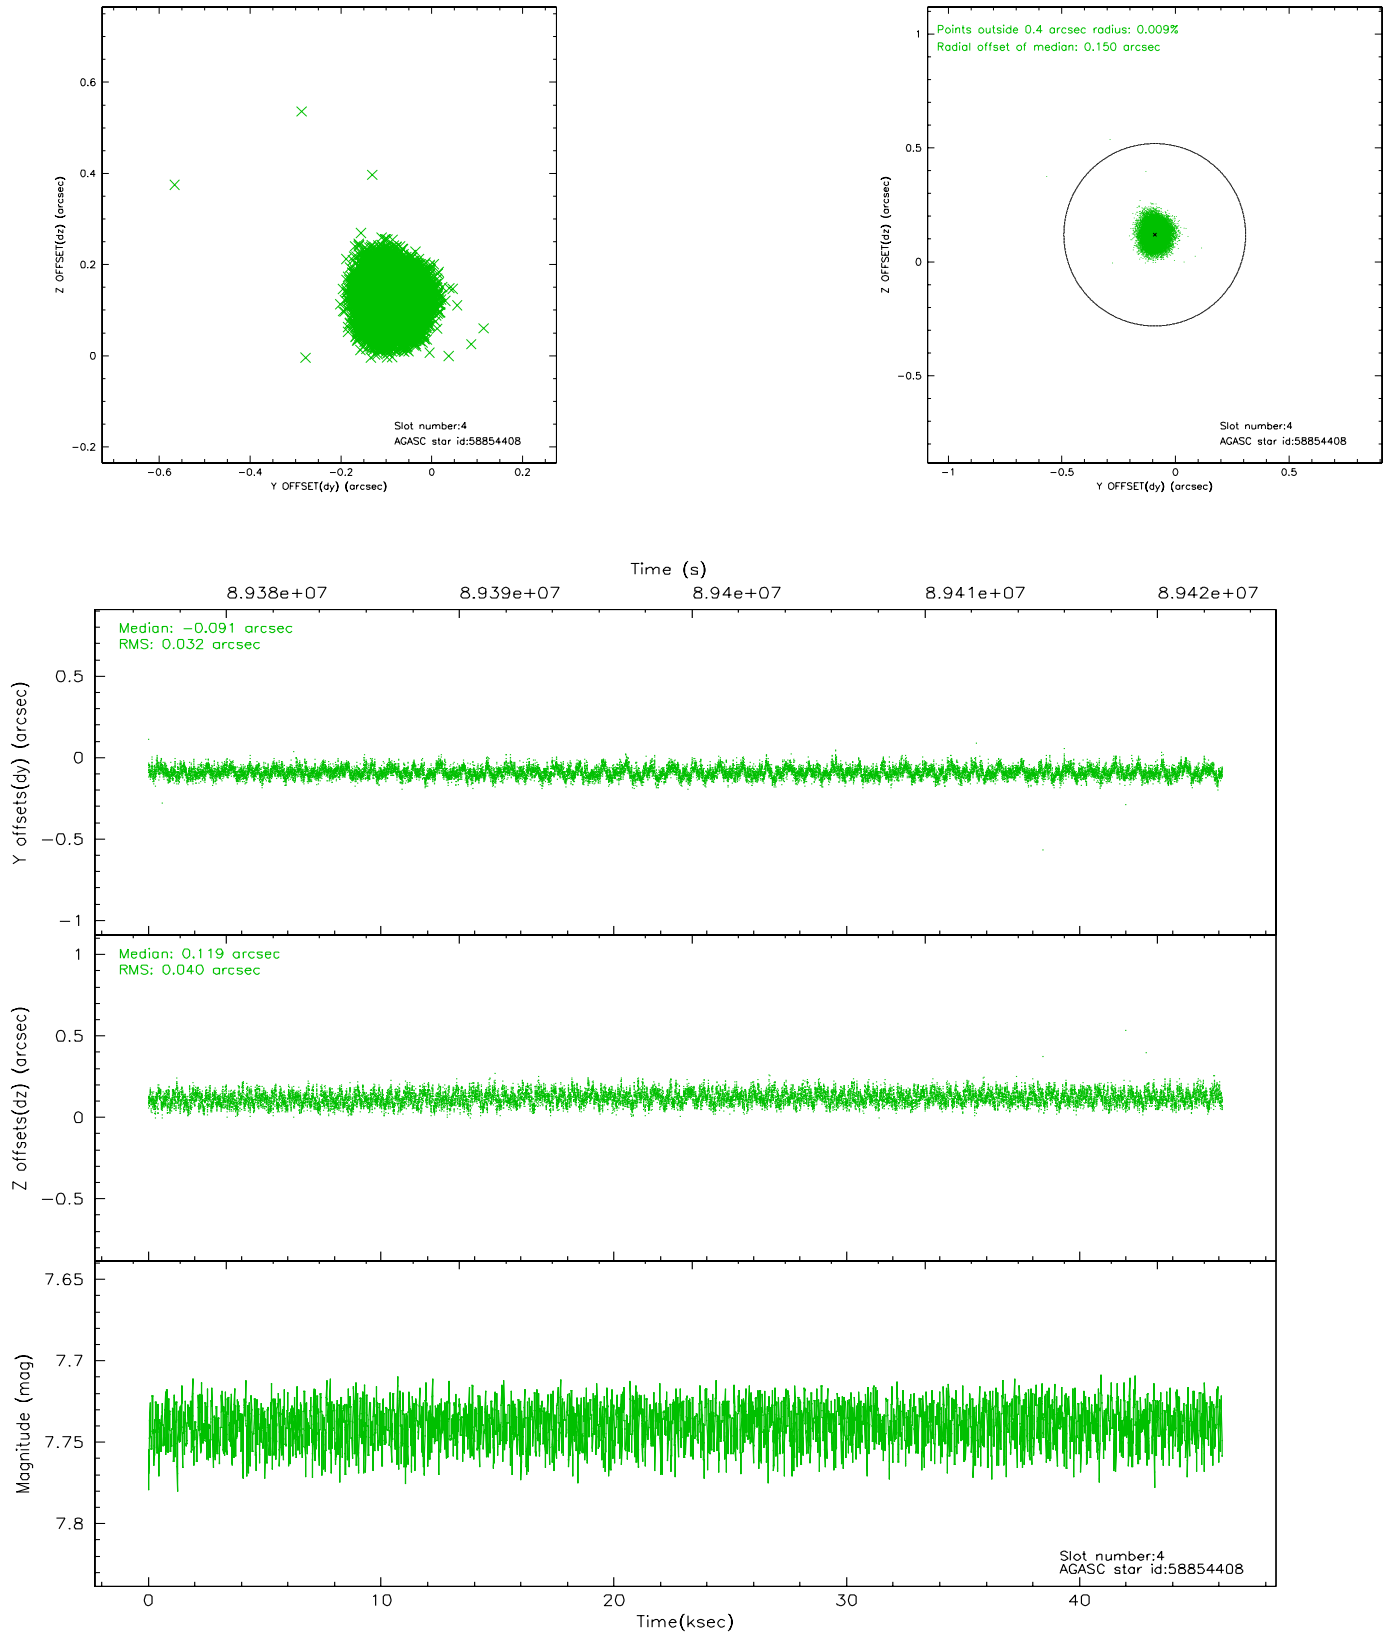 0.6
0.4
0.2
0
−0.2
Z OFFSET(dz) (arcsec)
Slot number:4
AGASC star id:58854408
−0.6 −0.4 −0.2 0 0.2
Y OFFSET(dy) (arcsec)
Points outside 0.4 arcsec radius: 0.009%
Radial offset of median: 0.150 arcsec
1
0.5
0
−0.5
Z OFFSET(dz) (arcsec)
Slot number:4
AGASC star id:58854408
−1 −0.5 0 0.5
Y OFFSET(dy) (arcsec)
Time (s)
8.938e+07 8.939e+07 8.94e+07 8.941e+07 8.942e+07
Median: −0.091 arcsec
RMS: 0.032 arcsec
0.5
0
−0.5
−1
Y offsets(dy) (arcsec)
Median: 0.119 arcsec
RMS: 0.040 arcsec
1
0.5
0
−0.5
Z offsets(dz) (arcsec)
7.65
7.7
7.75
7.8
Magnitude (mag)
Slot number:4
AGASC star id:58854408
0 10 20 30 40
Time(ksec)